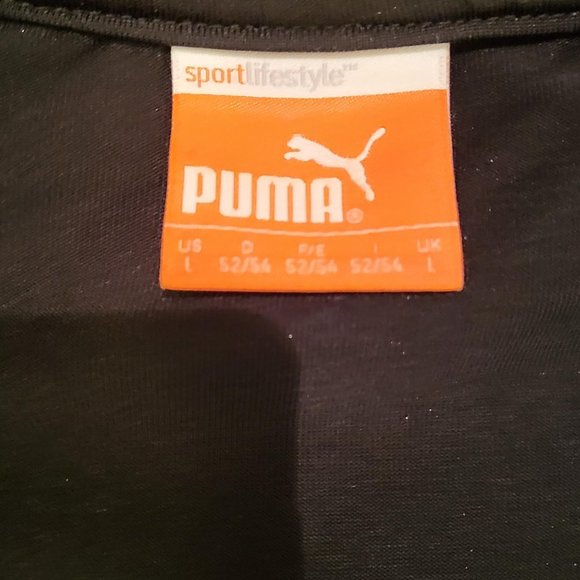 sportlifestyle™
PUMA®
US D F/E I UK
L 52/54 52/54 52/54 L